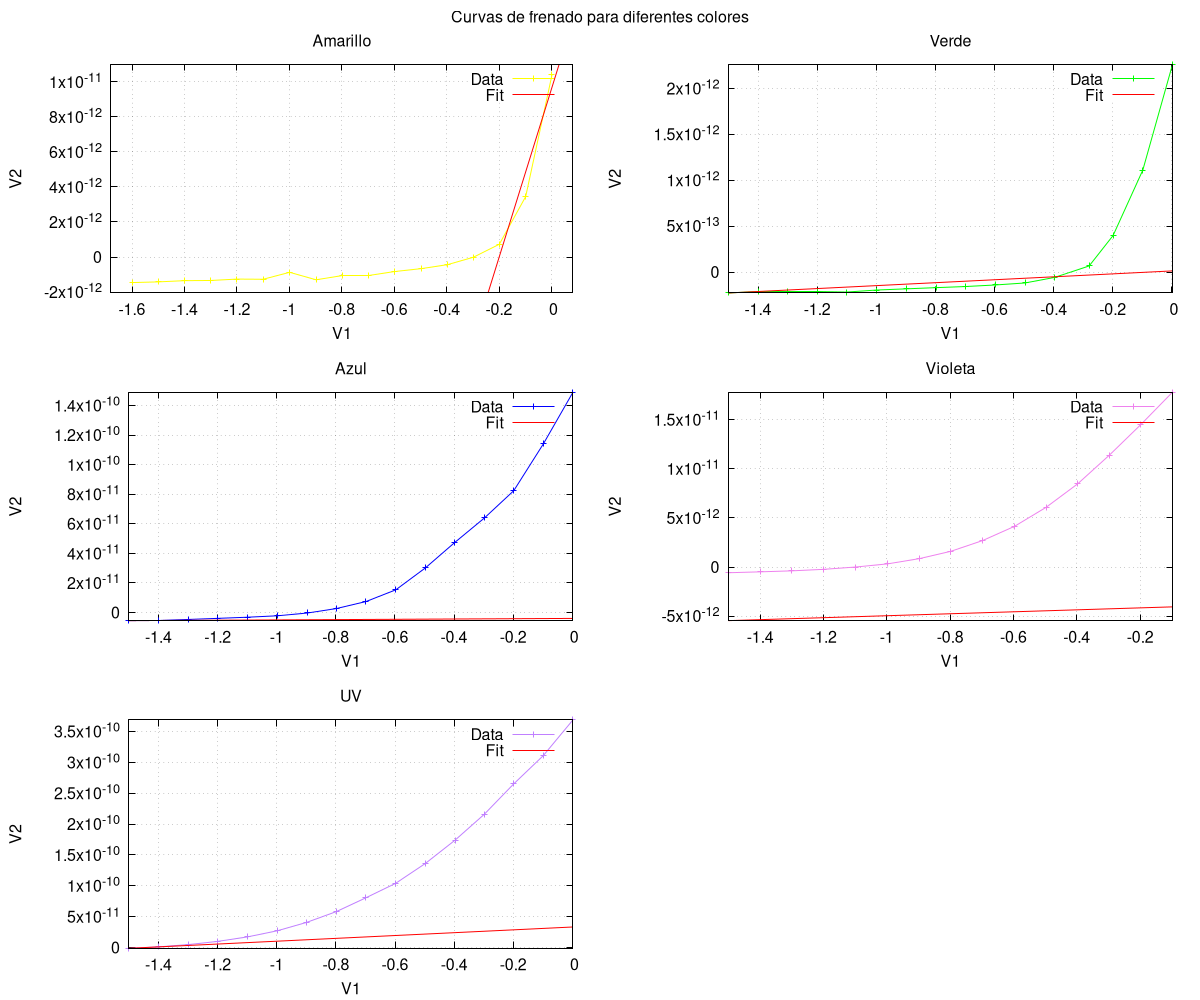 Curvas de frenado para diferentes colores
Amarillo
V2
1x10^-11
8x10^-12
6x10^-12
4x10^-12
2x10^-12
0
-2x10^-12
Data
Fit
-1.6 -1.4 -1.2 -1 -0.8 -0.6 -0.4 -0.2 0
V1
Verde
V2
2x10^-12
1.5x10^-12
1x10^-12
5x10^-13
0
Data
Fit
-1.4 -1.2 -1 -0.8 -0.6 -0.4 -0.2 0
V1
Azul
V2
1.4x10^-10
1.2x10^-10
1x10^-10
8x10^-11
6x10^-11
4x10^-11
2x10^-11
0
Data
Fit
-1.4 -1.2 -1 -0.8 -0.6 -0.4 -0.2 0
V1
Violeta
V2
1.5x10^-11
1x10^-11
5x10^-12
0
-5x10^-12
Data
Fit
-1.4 -1.2 -1 -0.8 -0.6 -0.4 -0.2
V1
UV
V2
3.5x10^-10
3x10^-10
2.5x10^-10
2x10^-10
1.5x10^-10
1x10^-10
5x10^-11
0
Data
Fit
-1.4 -1.2 -1 -0.8 -0.6 -0.4 -0.2 0
V1